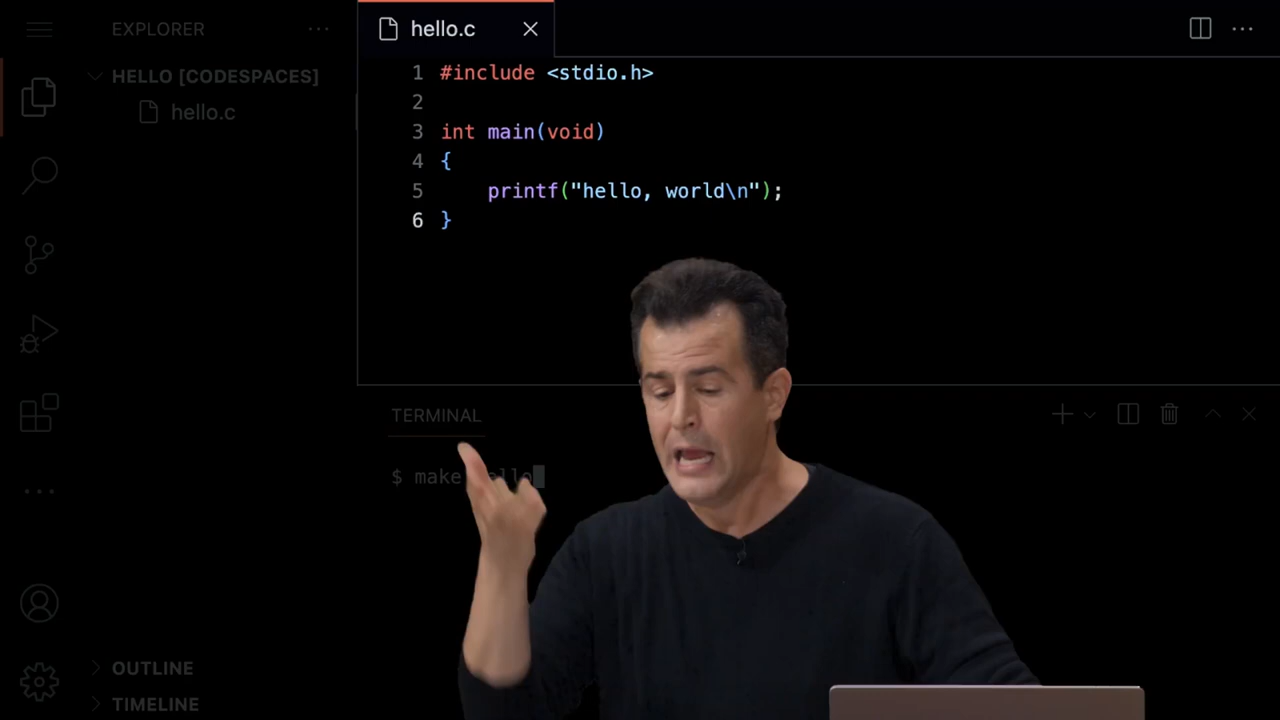 EXPLORER
HELLO [CODESPACES]
hello.c
OUTLINE
TIMELINE
hello.c
1 #include <stdio.h>
2
3 int main(void)
4 {
5     printf("hello, world\n");
6 }
TERMINAL
$ make hello